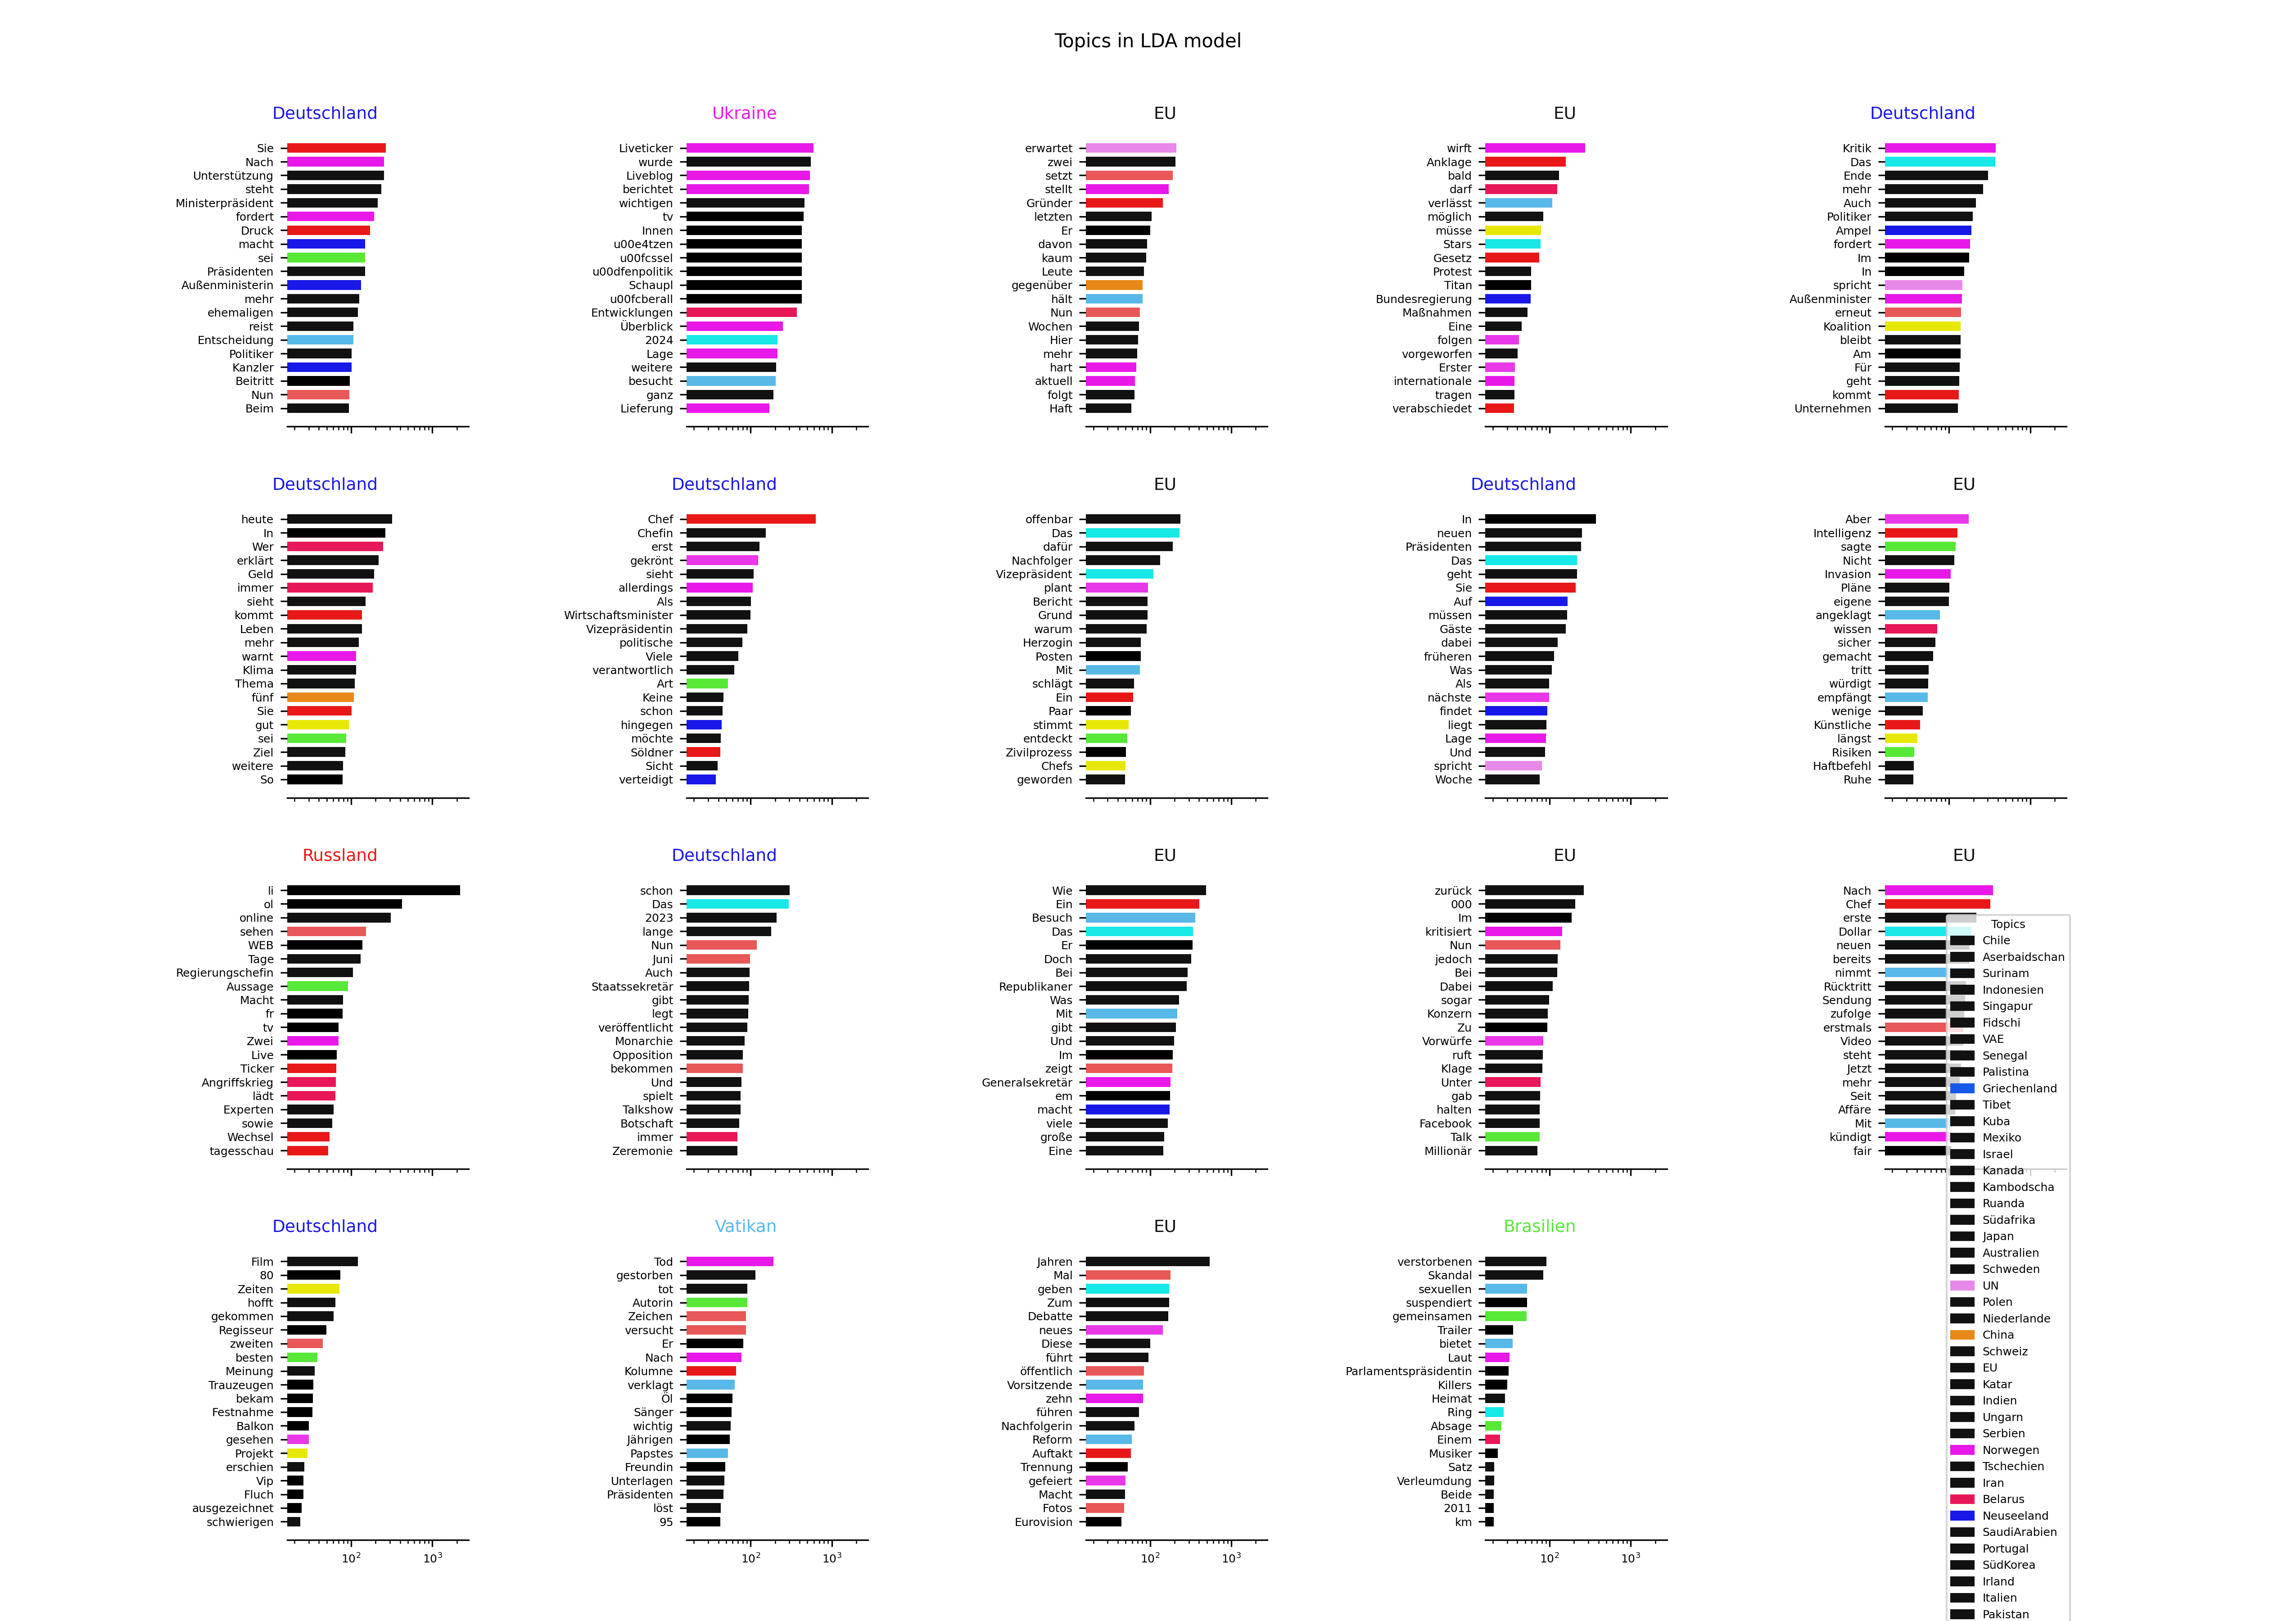 Topics in LDA model
Deutschland
Sie
Nach
Unterstützung
steht
Ministerpräsident
fordert
Druck
macht
sei
Präsidenten
Außenministerin
mehr
ehemaligen
reist
Entscheidung
Politiker
Kanzler
Beitritt
Nun
Beim
Ukraine
Liveticker
wurde
Liveblog
berichtet
wichtigen
tv
Innen
u00e4tzen
u00fcssel
u00dfenpolitik
Schaupl
u00fcberall
Entwicklungen
Überblick
2024
Lage
weitere
besucht
ganz
Lieferung
EU
erwartet
zwei
setzt
stellt
Gründer
letzten
Er
davon
kaum
Leute
gegenüber
hält
Nun
Wochen
Hier
mehr
hart
aktuell
folgt
Haft
EU
wirft
Anklage
bald
darf
verlässt
möglich
müsse
Stars
Gesetz
Protest
Titan
Bundesregierung
Maßnahmen
Eine
folgen
vorgeworfen
Erster
internationale
tragen
verabschiedet
Deutschland
Kritik
Das
Ende
mehr
Auch
Politiker
Ampel
fordert
Im
In
spricht
Außenminister
erneut
Koalition
bleibt
Am
Für
geht
kommt
Unternehmen
Deutschland
heute
In
Wer
erklärt
Geld
immer
sieht
kommt
Leben
mehr
warnt
Klima
Thema
fünf
Sie
gut
sei
Ziel
weitere
So
Deutschland
Chef
Chefin
erst
gekrönt
sieht
allerdings
Als
Wirtschaftsminister
Vizepräsidentin
politische
Viele
verantwortlich
Art
Keine
schon
hingegen
möchte
Söldner
Sicht
verteidigt
EU
offenbar
Das
dafür
Nachfolger
Vizepräsident
plant
Bericht
Grund
warum
Herzogin
Posten
Mit
schlägt
Ein
Paar
stimmt
entdeckt
Zivilprozess
Chefs
geworden
Deutschland
In
neuen
Präsidenten
Das
geht
Sie
Auf
müssen
Gäste
dabei
früheren
Was
Als
nächste
findet
liegt
Lage
Und
spricht
Woche
EU
Aber
Intelligenz
sagte
Nicht
Invasion
Pläne
eigene
angeklagt
wissen
sicher
gemacht
tritt
würdigt
empfängt
wenige
Künstliche
längst
Risiken
Haftbefehl
Ruhe
Russland
li
ol
online
sehen
WEB
Tage
Regierungschefin
Aussage
Macht
fr
tv
Zwei
Live
Ticker
Angriffskrieg
lädt
Experten
sowie
Wechsel
tagesschau
Deutschland
schon
Das
2023
lange
Nun
Juni
Auch
Staatssekretär
gibt
legt
veröffentlicht
Monarchie
Opposition
bekommen
Und
spielt
Talkshow
Botschaft
immer
Zeremonie
EU
Wie
Ein
Besuch
Das
Er
Doch
Bei
Republikaner
Was
Mit
gibt
Und
Im
zeigt
Generalsekretär
em
macht
viele
große
Eine
EU
zurück
000
Im
kritisiert
Nun
jedoch
Bei
Dabei
sogar
Konzern
Zu
Vorwürfe
ruft
Klage
Unter
gab
halten
Facebook
Talk
Millionär
EU
Nach
Chef
erste
Dollar
neuen
bereits
nimmt
Rücktritt
Sendung
zufolge
erstmals
Video
steht
Jetzt
mehr
Seit
Affäre
Mit
kündigt
fair
Deutschland
Film
80
Zeiten
hofft
gekommen
Regisseur
zweiten
besten
Meinung
Trauzeugen
bekam
Festnahme
Balkon
gesehen
Projekt
erschien
Vip
Fluch
ausgezeichnet
schwierigen
10²
10³
Vatikan
Tod
gestorben
tot
Autorin
Zeichen
versucht
Er
Nach
Kolumne
verklagt
Öl
Sänger
wichtig
Jährigen
Papstes
Freundin
Unterlagen
Präsidenten
löst
95
10²
10³
EU
Jahren
Mal
geben
Zum
Debatte
neues
Diese
führt
öffentlich
Vorsitzende
zehn
führen
Nachfolgerin
Reform
Auftakt
Trennung
gefeiert
Macht
Fotos
Eurovision
10²
10³
Brasilien
verstorbenen
Skandal
sexuellen
suspendiert
gemeinsamen
Trailer
bietet
Laut
Parlamentspräsidentin
Killers
Heimat
Ring
Absage
Einem
Musiker
Satz
Verleumdung
Beide
2011
km
10²
10³
Topics
Chile
Aserbaidschan
Surinam
Indonesien
Singapur
Fidschi
VAE
Senegal
Palistina
Griechenland
Tibet
Kuba
Mexiko
Israel
Kanada
Kambodscha
Ruanda
Südafrika
Japan
Australien
Schweden
UN
Polen
Niederlande
China
Schweiz
EU
Katar
Indien
Ungarn
Serbien
Norwegen
Tschechien
Iran
Belarus
Neuseeland
SaudiArabien
Portugal
SüdKorea
Irland
Italien
Pakistan